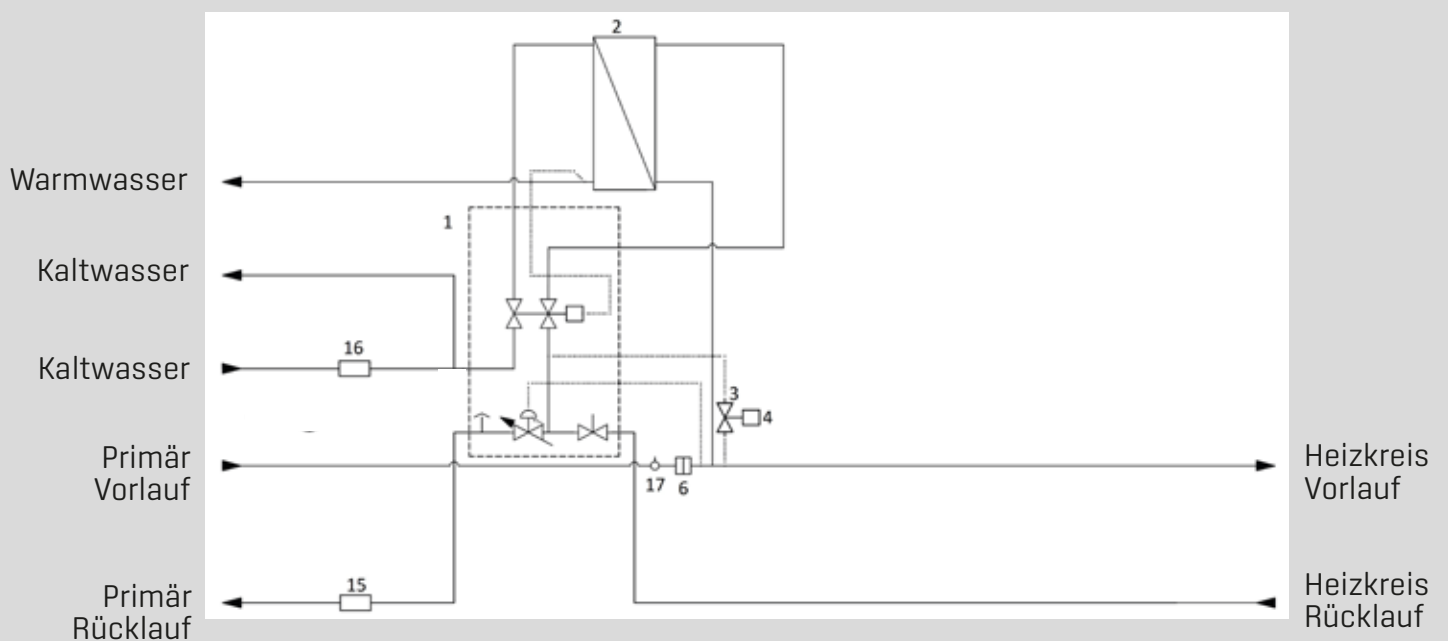 2
Warmwasser
1
Kaltwasser
16
Kaltwasser
3
4
Primär
Vorlauf
17
6
Heizkreis
Vorlauf
15
Primär
Rücklauf
Heizkreis
Rücklauf